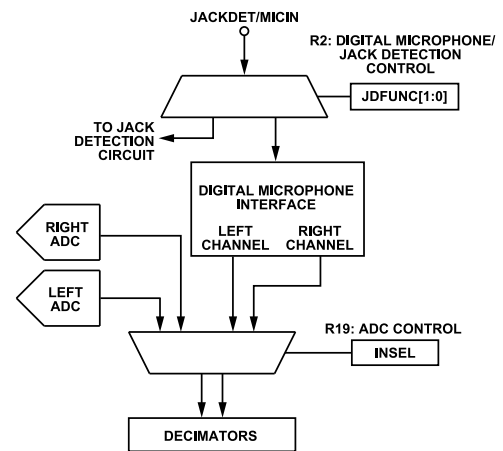 JACKDET/MICIN
R2: DIGITAL MICROPHONE/
JACK DETECTION
CONTROL
JDFUNC[1:0]
TO JACK
DETECTION
CIRCUIT
DIGITAL MICROPHONE
INTERFACE
LEFT
CHANNEL
RIGHT
CHANNEL
RIGHT
ADC
LEFT
ADC
R19: ADC CONTROL
INSEL
DECIMATORS